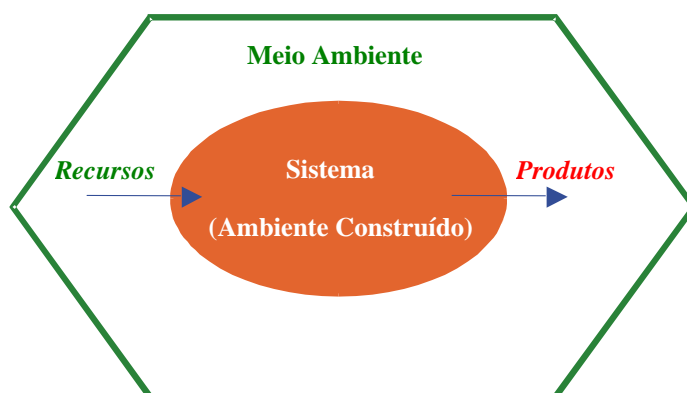 Meio Ambiente
Recursos
Sistema
(Ambiente Construído)
Produtos